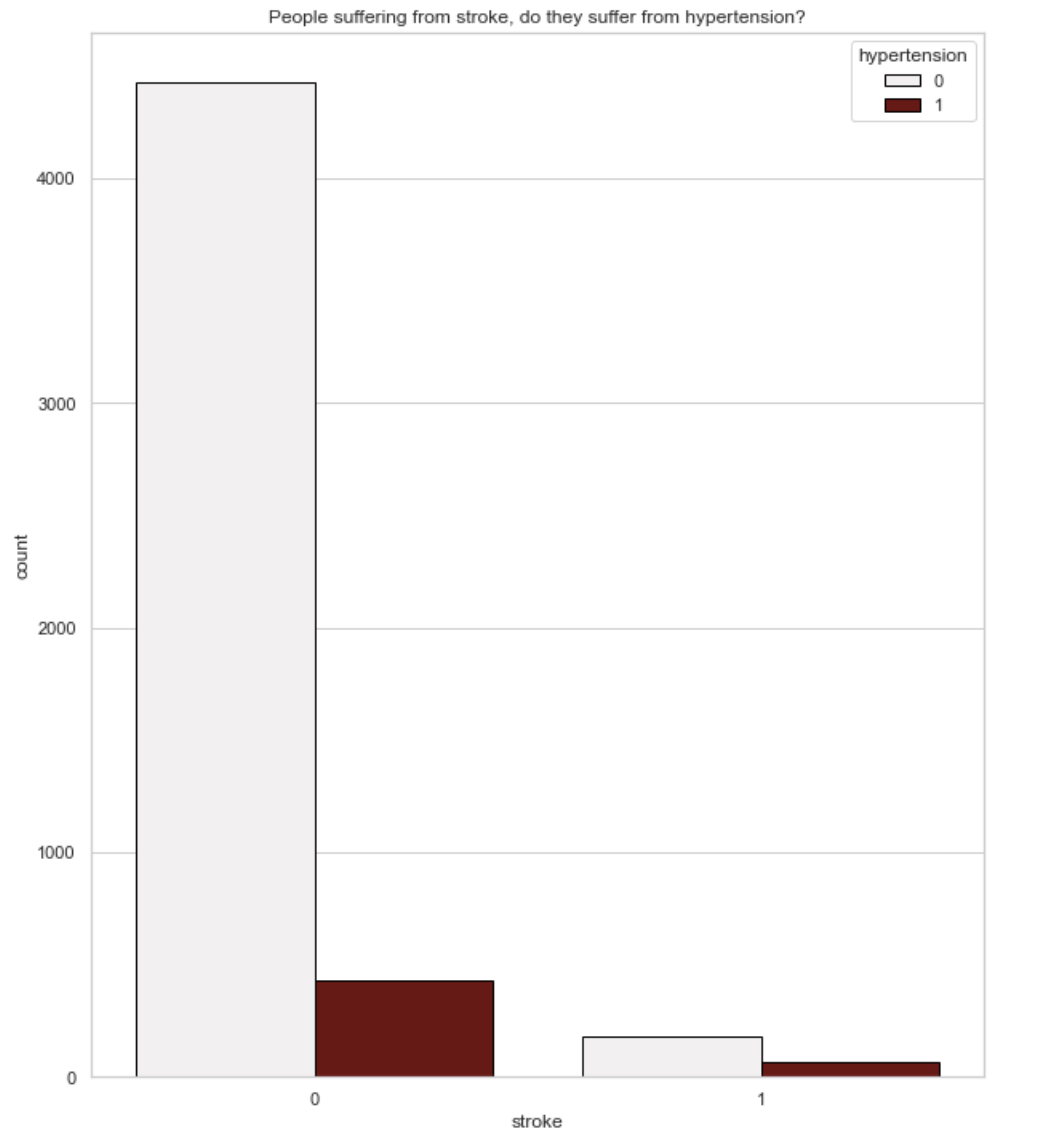 People suffering from stroke, do they suffer from hypertension?
hypertension
0
1
4000
3000
2000
1000
0
count
0
1
stroke